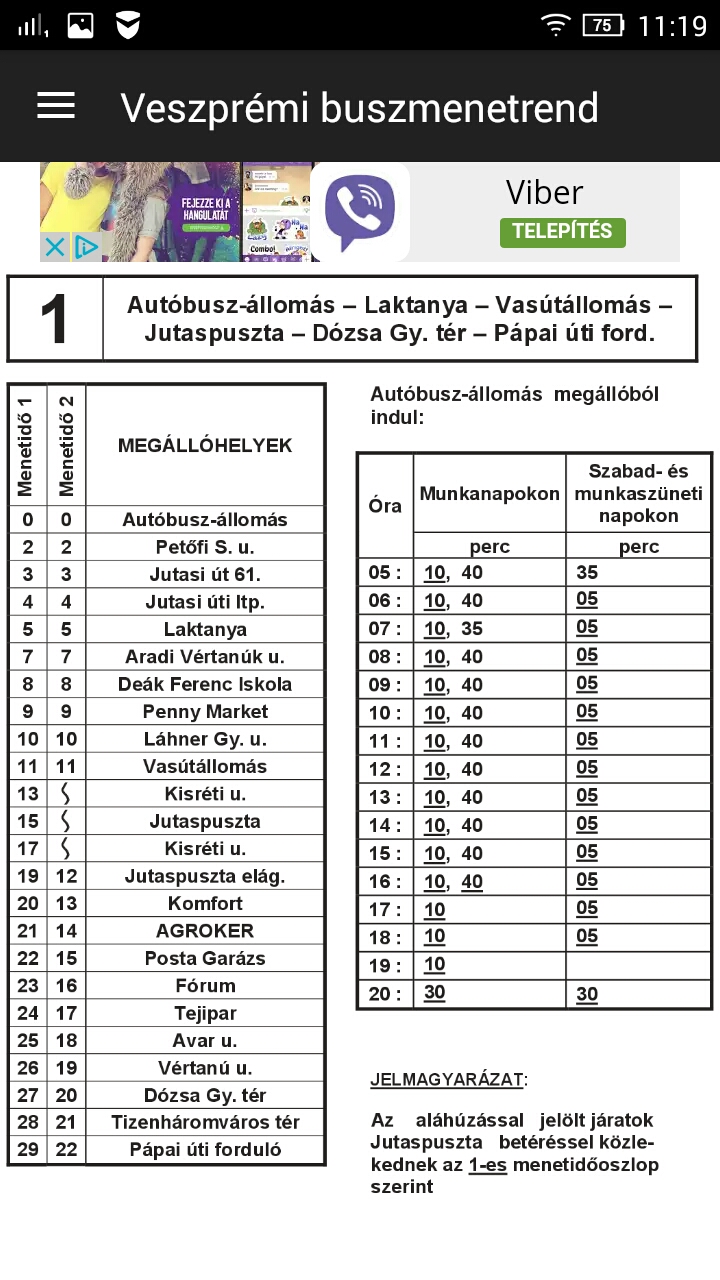 75 11:19
Veszprémi buszmenetrend
FEJEZZE KI A
HANGULATÁT
Combo!
Viber
TELEPÍTÉS
1
Autóbusz-állomás – Laktanya – Vasútállomás –
Jutaspuszta – Dózsa Gy. tér – Pápai úti ford.
Menetidő 1 Menetidő 2 MEGÁLLÓHELYEK
0 0 Autóbusz-állomás
2 2 Petőfi S. u.
3 3 Jutasi út 61.
4 4 Jutasi úti ltp.
5 5 Laktanya
7 7 Aradi Vértanúk u.
8 8 Deák Ferenc Iskola
9 9 Penny Market
10 10 Láhner Gy. u.
11 11 Vasútállomás
13 Kisréti u.
15 Jutaspuszta
17 Kisréti u.
19 12 Jutaspuszta elág.
20 13 Komfort
21 14 AGROKER
22 15 Posta Garázs
23 16 Fórum
24 17 Tejipar
25 18 Avar u.
26 19 Vértanú u.
27 20 Dózsa Gy. tér
28 21 Tizenháromváros tér
29 22 Pápai úti forduló
Autóbusz-állomás megállóból
indul:
Óra Munkanapokon Szabad- és
munkaszüneti
napokon
perc perc
05 : 10, 40 35
06 : 10, 40 05
07 : 10, 35 05
08 : 10, 40 05
09 : 10, 40 05
10 : 10, 40 05
11 : 10, 40 05
12 : 10, 40 05
13 : 10, 40 05
14 : 10, 40 05
15 : 10, 40 05
16 : 10, 40 05
17 : 10 05
18 : 10 05
19 : 10
20 : 30 30
JELMAGYARÁZAT:
Az aláhúzással jelölt járatok
Jutaspuszta betéréssel közle-
kednek az 1-es menetidőoszlop
szerint